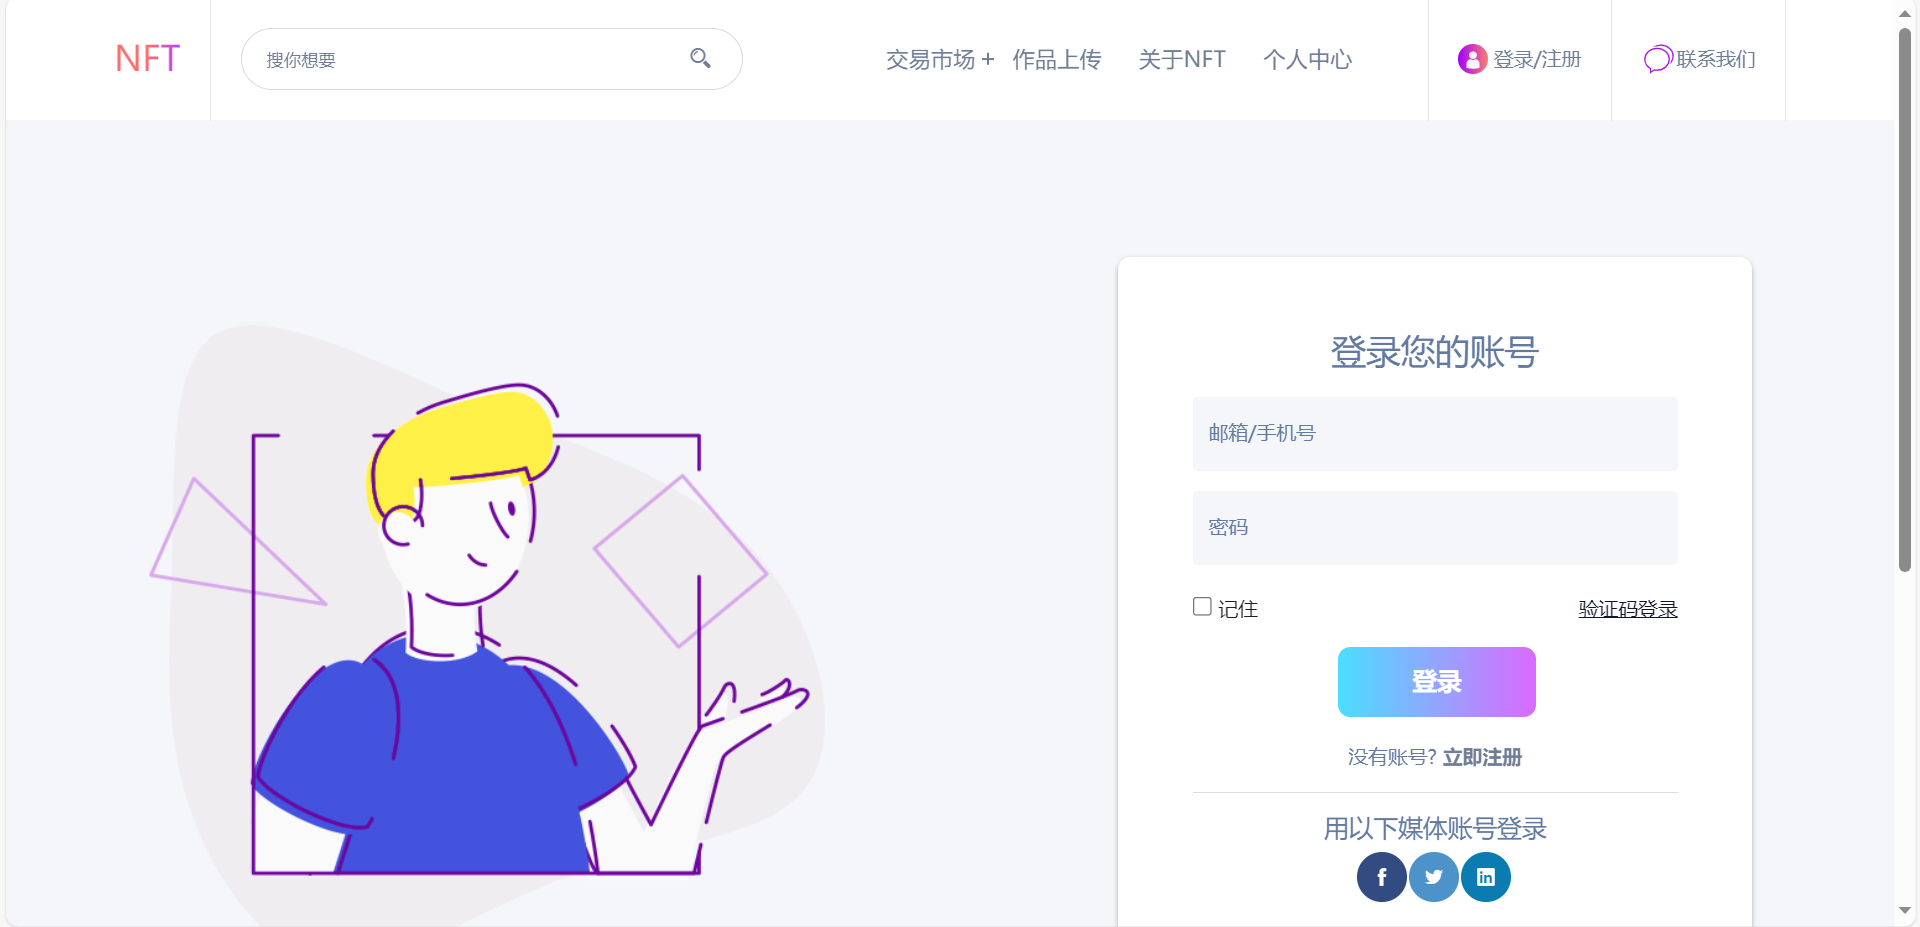 NFT
搜你想要
交易市场 +
作品上传
关于NFT
个人中心
登录/注册
联系我们
登录您的账号
邮箱/手机号
密码
记住
验证码登录
登录
没有账号? 立即注册
用以下媒体账号登录